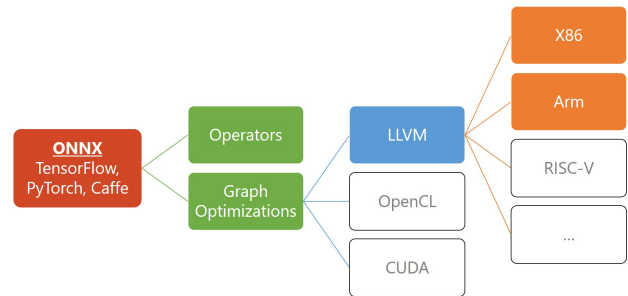 ONNX
TensorFlow,
PyTorch, Caffe
Operators
Graph
Optimizations
LLVM
OpenCL
CUDA
X86
Arm
RISC-V
...